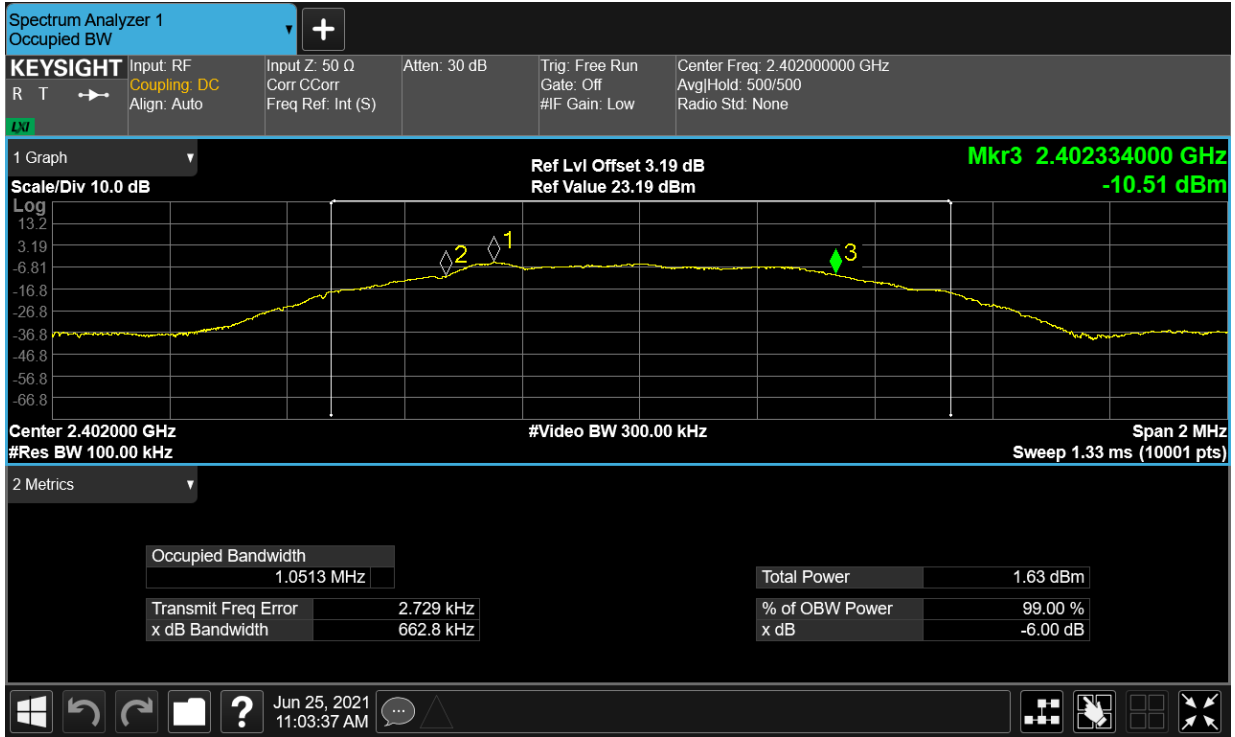 Spectrum Analyzer 1
Occupied BW
+
KEYSIGHT
R T
LXI
Input: RF
Coupling: DC
Align: Auto
Input Z: 50 Ω
Corr CCorr
Freq Ref: Int (S)
Atten: 30 dB
Trig: Free Run
Gate: Off
#IF Gain: Low
Center Freq: 2.402000000 GHz
Avg|Hold: 500/500
Radio Std: None
1 Graph
Scale/Div 10.0 dB
Ref Lvl Offset 3.19 dB
Ref Value 23.19 dBm
Mkr3 2.402334000 GHz
-10.51 dBm
Log
13.2
3.19
-6.81
-16.8
-26.8
-36.8
-46.8
-56.8
-66.8
2
1
3
Center 2.402000 GHz
#Res BW 100.00 kHz
#Video BW 300.00 kHz
Span 2 MHz
Sweep 1.33 ms (10001 pts)
2 Metrics
Occupied Bandwidth
1.0513 MHz
Transmit Freq Error 2.729 kHz
x dB Bandwidth 662.8 kHz
Total Power 1.63 dBm
% of OBW Power 99.00 %
x dB -6.00 dB
?
Jun 25, 2021
11:03:37 AM